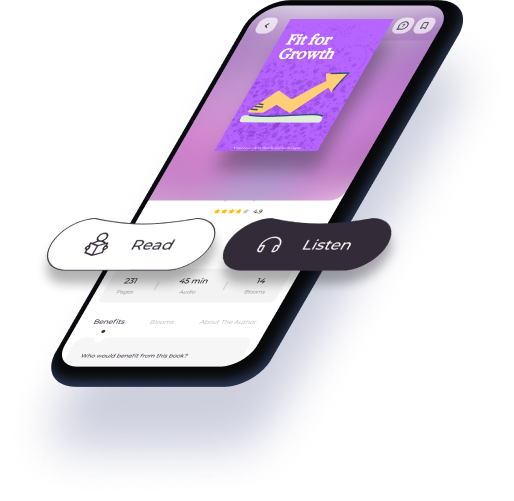 Fit for
Growth
4.9
Read
Listen
231
45 min
14
Pages
Audio
Blooms
Benefits
Blooms
About The Author
Who would benefit from this book?